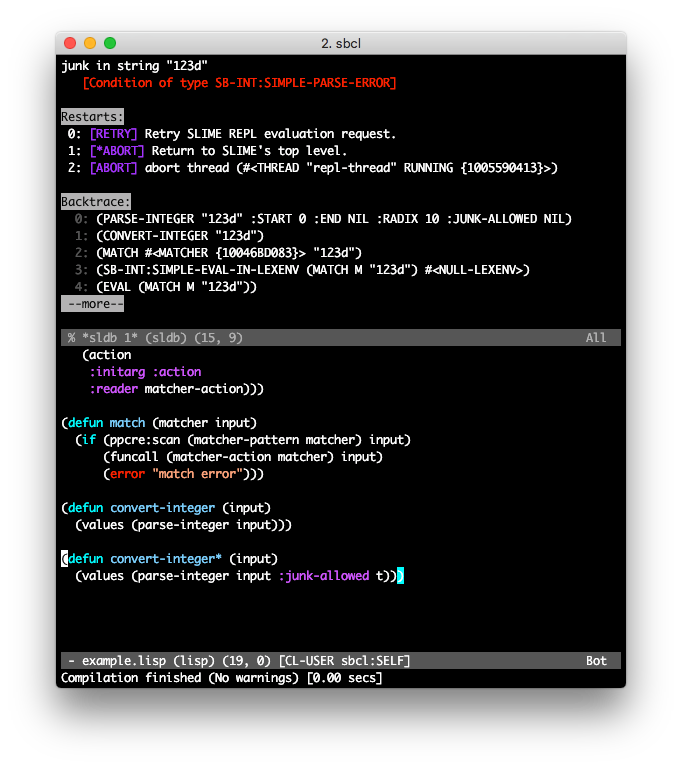 2. sbcl
junk in string "123d"
   [Condition of type SB-INT:SIMPLE-PARSE-ERROR]
Restarts:
 0: [RETRY] Retry SLIME REPL evaluation request.
 1: [*ABORT] Return to SLIME's top level.
 2: [ABORT] abort thread (#<THREAD "repl-thread" RUNNING {1005590413}>)
Backtrace:
  0: (PARSE-INTEGER "123d" :START 0 :END NIL :RADIX 10 :JUNK-ALLOWED NIL)
  1: (CONVERT-INTEGER "123d")
  2: (MATCH #<MATCHER {10046BD083}> "123d")
  3: (SB-INT:SIMPLE-EVAL-IN-LEXENV (MATCH M "123d") #<NULL-LEXENV>)
  4: (EVAL (MATCH M "123d"))
 --more--
 % *sldb 1* (sldb) (15, 9) All
   (action
    :initarg :action
    :reader matcher-action)))
(defun match (matcher input)
  (if (ppcre:scan (matcher-pattern matcher) input)
      (funcall (matcher-action matcher) input)
      (error "match error")))
(defun convert-integer (input)
  (values (parse-integer input)))
(defun convert-integer* (input)
  (values (parse-integer input :junk-allowed t)))
 - example.lisp (lisp) (19, 0) [CL-USER sbcl:SELF] Bot
Compilation finished (No warnings) [0.00 secs]